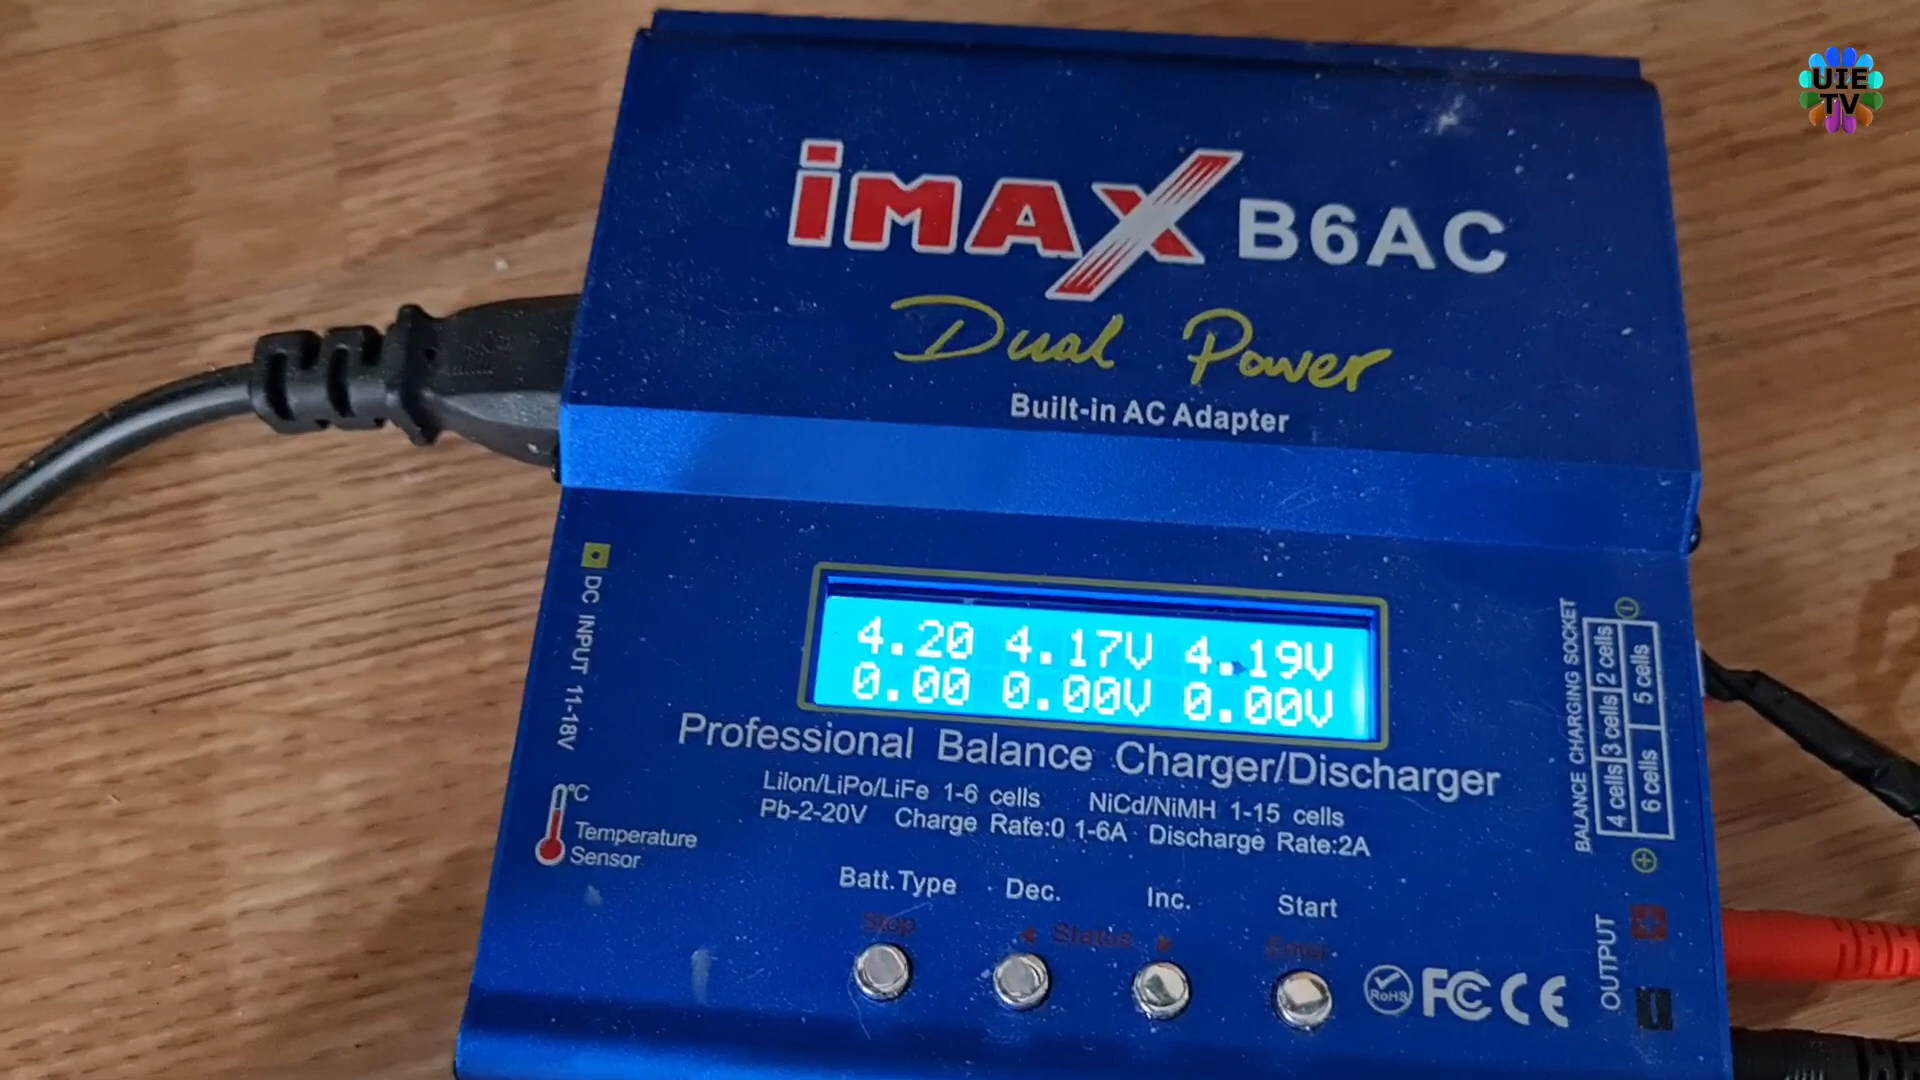 UIE
TV
iMAX B6AC
Dual Power
Built-in AC Adapter
DC INPUT 11-18V
4.20 4.17V 4.19V
0.00 0.00V 0.00V
Professional Balance Charger/Discharger
LiIon/LiPo/LiFe 1-6 cells NiCd/NiMH 1-15 cells
Pb-2-20V Charge Rate:0 1-6A Discharge Rate:2A
°C
Temperature
Sensor
Batt.Type Dec. Inc. Start
Stop Status Enter
BALANCE CHARGING SOCKET
2 cells
3 cells
4 cells
5 cells
6 cells
OUTPUT
RoHS FC CE